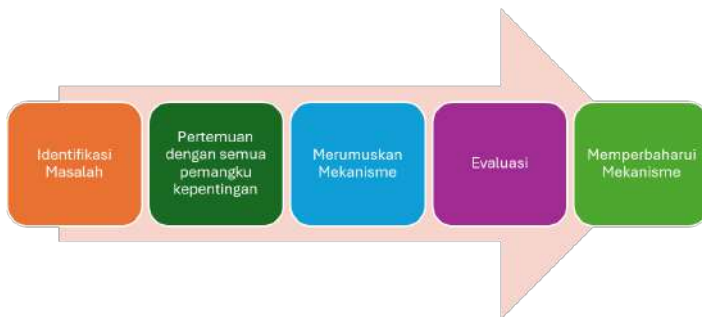 Identifikasi
Masalah
Pertemuan
dengan semua
pemangku
kepentingan
Merumuskan
Mekanisme
Evaluasi
Memperbaharui
Mekanisme